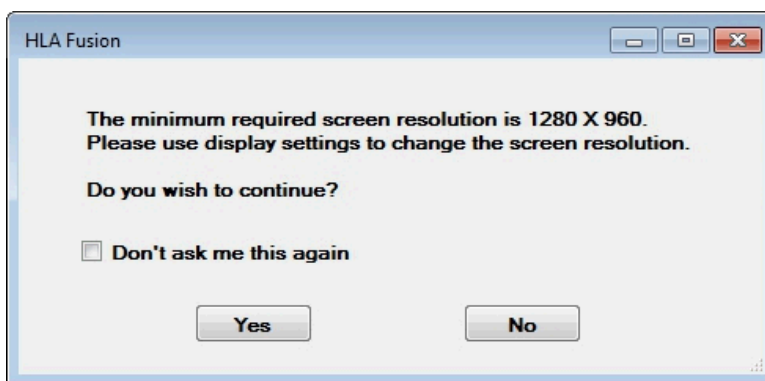 HLA Fusion
The minimum required screen resolution is 1280 X 960.
Please use display settings to change the screen resolution.
Do you wish to continue?
Don't ask me this again
Yes
No